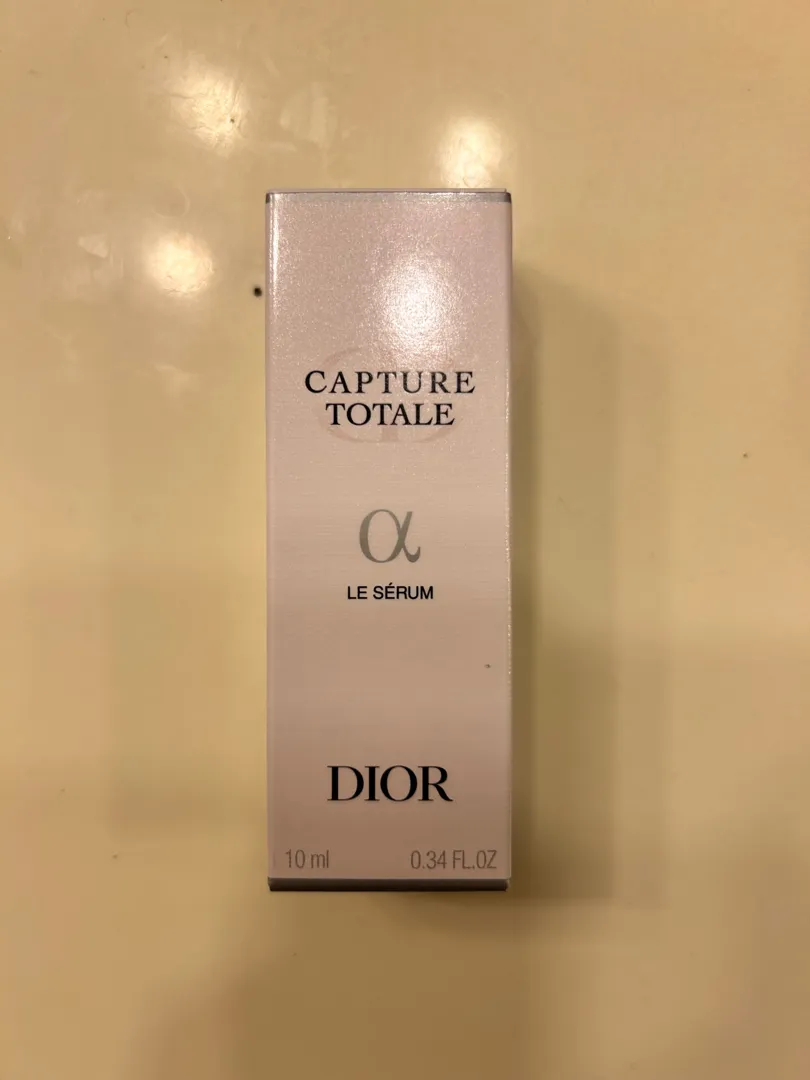 CAPTURE
TOTALE
α
LE SÉRUM
DIOR
10 ml 0.34 FL.OZ